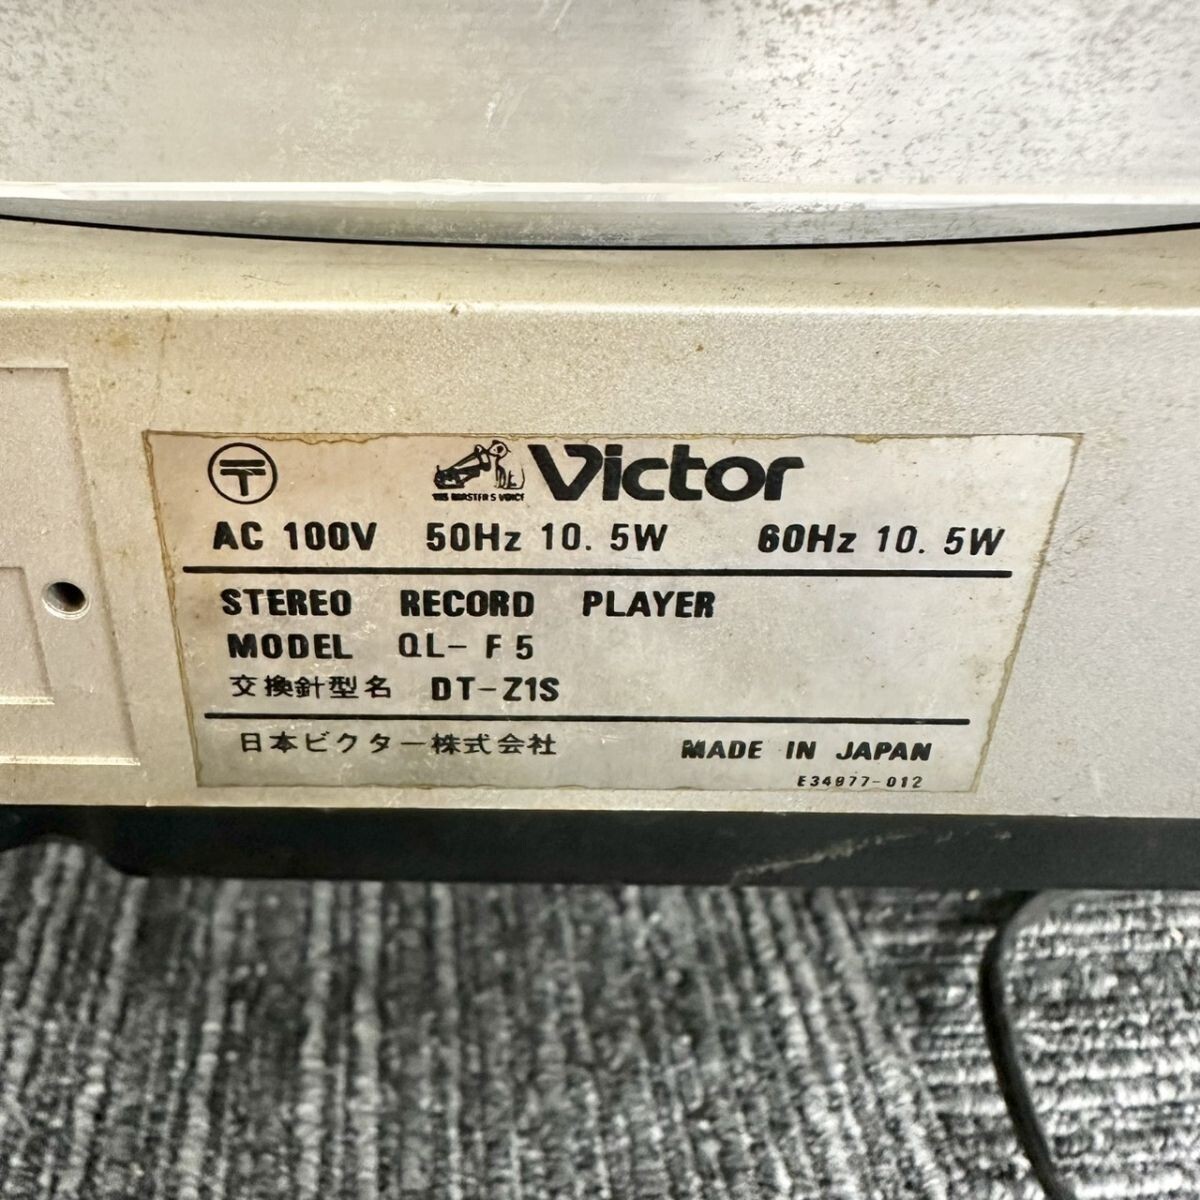 Victor
HIS MASTER'S VOICE
AC 100V 50Hz 10.5W 60Hz 10.5W
STEREO RECORD PLAYER
MODEL QL-F5
交換針型名 DT-Z1S
日本ビクター株式会社 MADE IN JAPAN
E34977-012